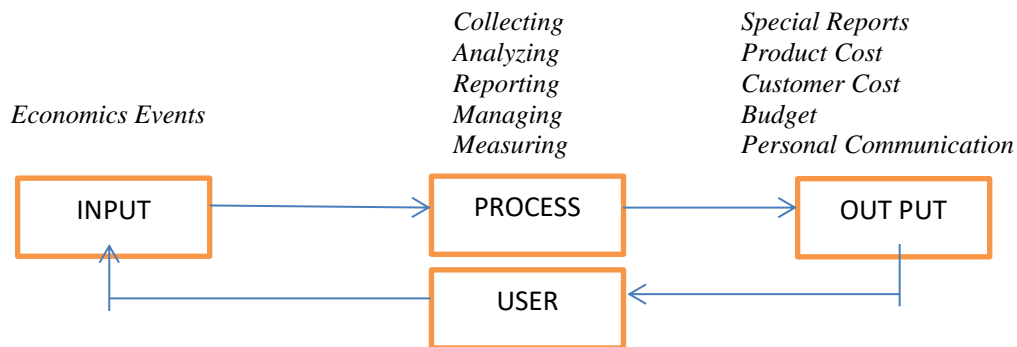 Collecting
Analyzing
Reporting
Managing
Measuring
Special Reports
Product Cost
Customer Cost
Budget
Personal Communication
Economics Events
INPUT
PROCESS
OUT PUT
USER